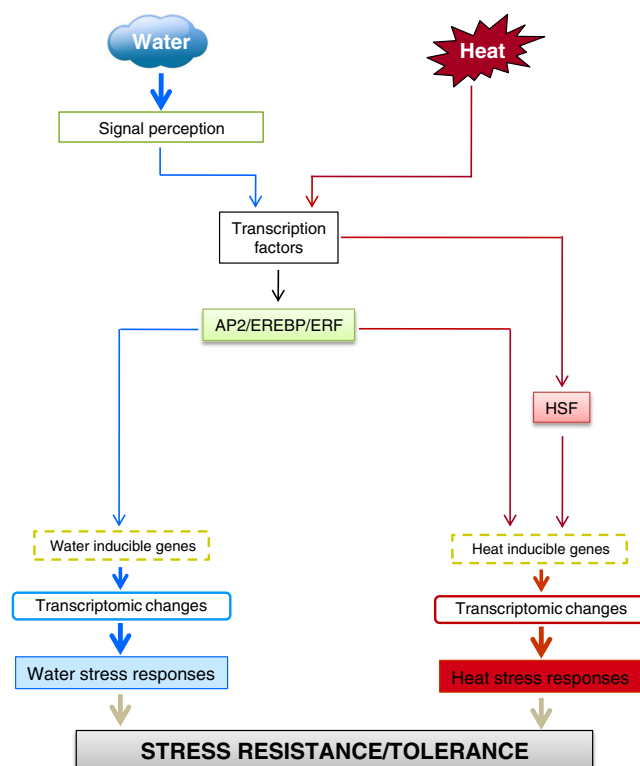 Water
Heat
Signal perception
Transcription
factors
AP2/EREBP/ERF
HSF
Water inducible genes
Heat inducible genes
Transcriptomic changes
Transcriptomic changes
Water stress responses
Heat stress responses
STRESS RESISTANCE/TOLERANCE